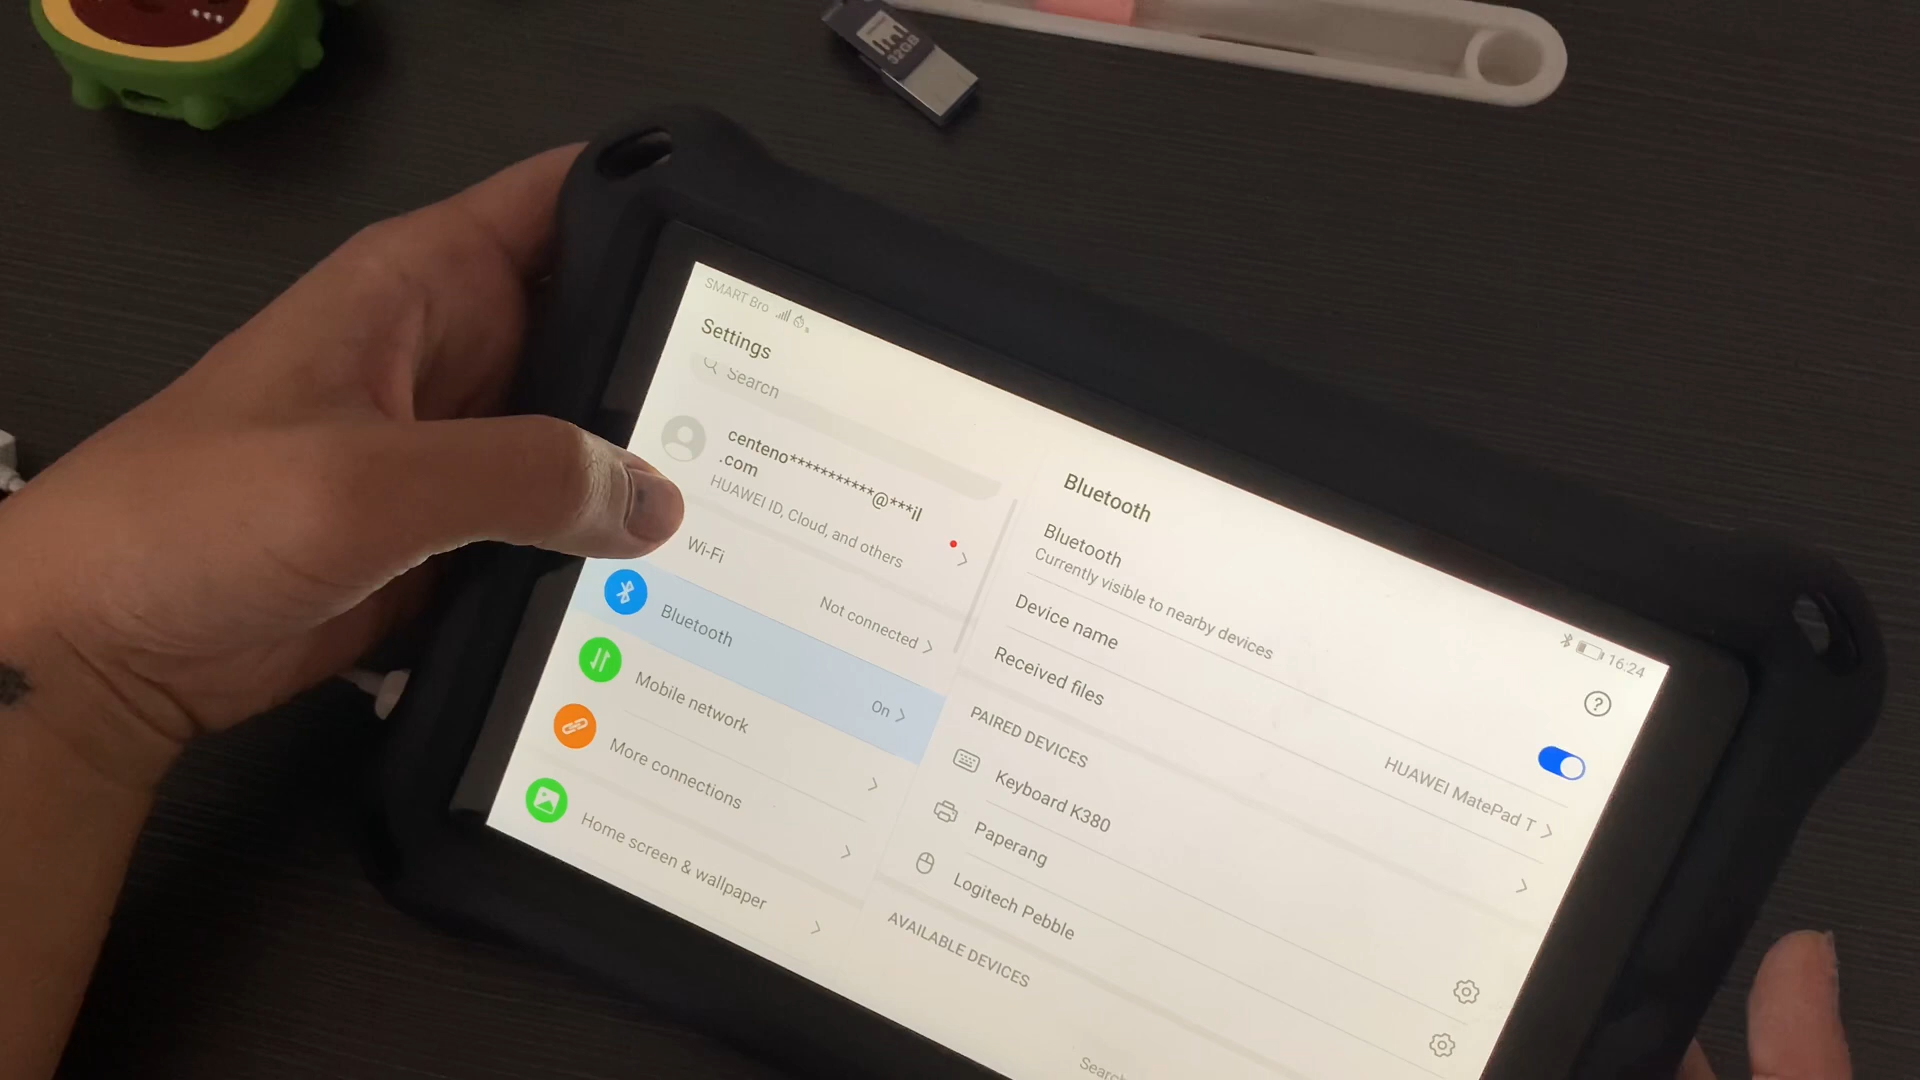 32GB
SMART Bro
16:24
Settings
Search
centeno***********@***il
.com
HUAWEI ID, Cloud, and others
Wi-Fi
Not connected
Bluetooth
On
Mobile network
More connections
Home screen & wallpaper
Bluetooth
?
Bluetooth
Currently visible to nearby devices
Device name
HUAWEI MatePad T
Received files
PAIRED DEVICES
Keyboard K380
Paperang
Logitech Pebble
AVAILABLE DEVICES